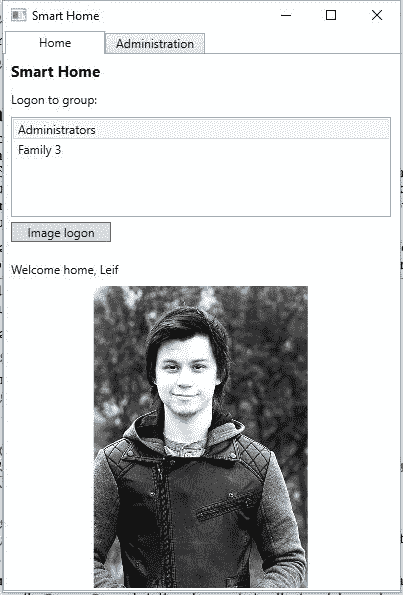 Smart Home
Home
Administration
Smart Home
Logon to group:
Administrators
Family 3
Image logon
Welcome home, Leif